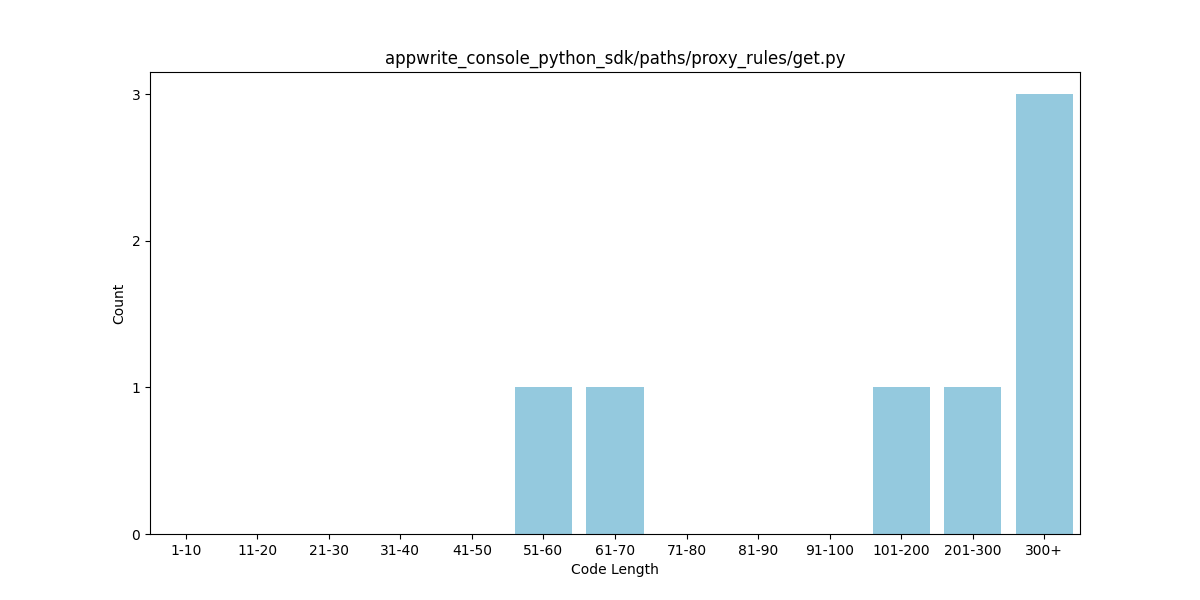 appwrite_console_python_sdk/paths/proxy_rules/get.py
3
2
1
0
Count
1-10 11-20 21-30 31-40 41-50 51-60 61-70 71-80 81-90 91-100 101-200 201-300 300+
Code Length